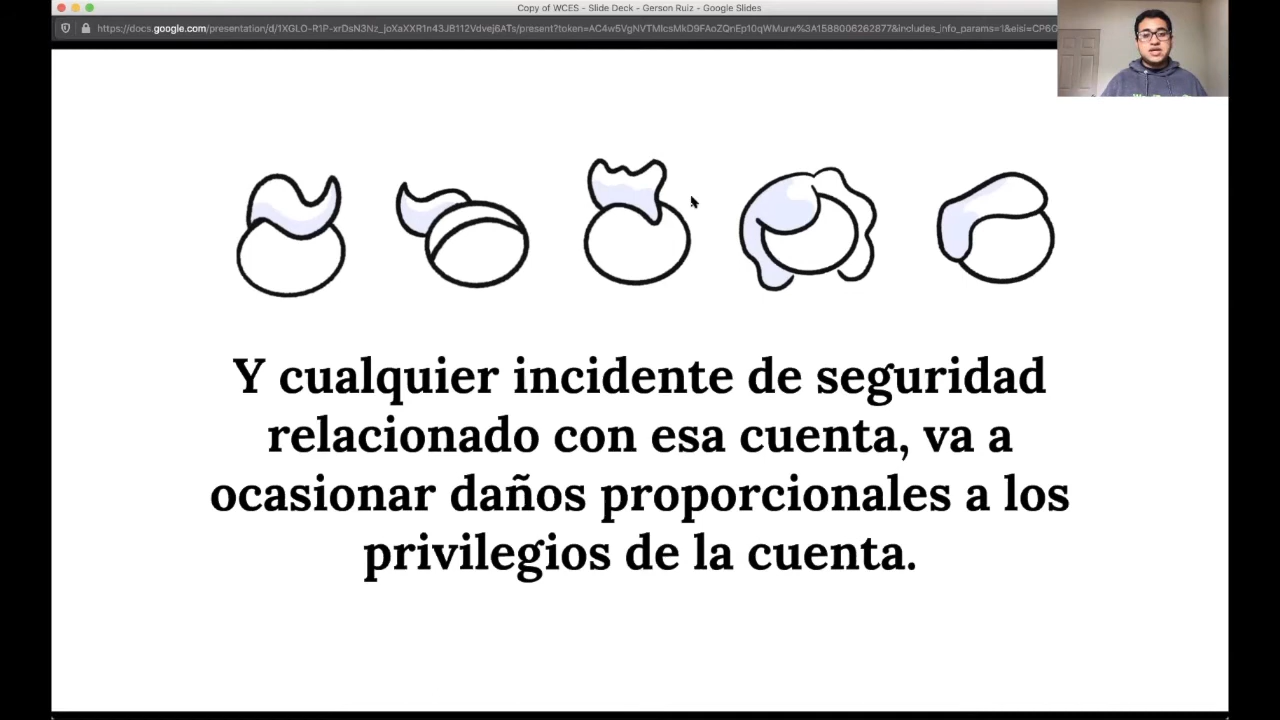 Copy of WCES - Slide Deck - Gerson Ruiz - Google Slides
Y cualquier incidente de seguridad
relacionado con esa cuenta, va a
ocasionar daños proporcionales a los
privilegios de la cuenta.